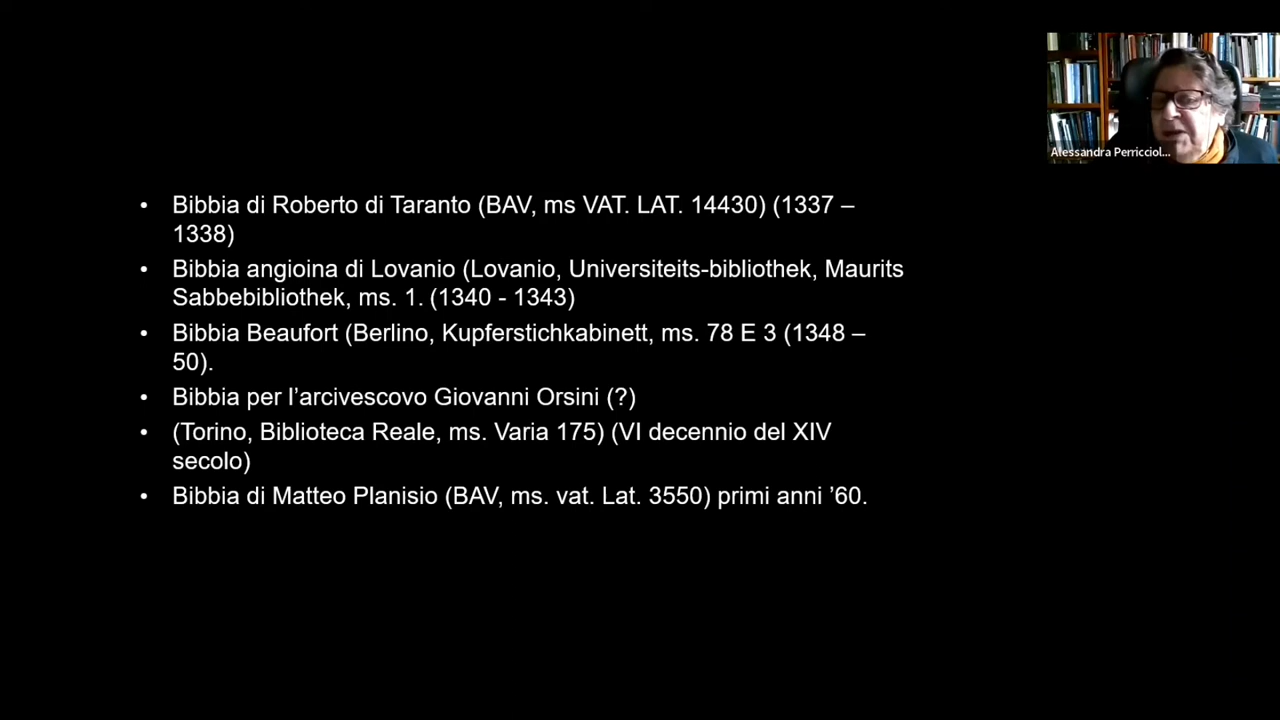 Alessandra Perricciol...
• Bibbia di Roberto di Taranto (BAV, ms VAT. LAT. 14430) (1337 –
1338)
• Bibbia angioina di Lovanio (Lovanio, Universiteits-bibliothek, Maurits
Sabbebibliothek, ms. 1. (1340 - 1343)
• Bibbia Beaufort (Berlino, Kupferstichkabinett, ms. 78 E 3 (1348 –
50).
• Bibbia per l’arcivescovo Giovanni Orsini (?)
• (Torino, Biblioteca Reale, ms. Varia 175) (VI decennio del XIV
secolo)
• Bibbia di Matteo Planisio (BAV, ms. vat. Lat. 3550) primi anni ’60.